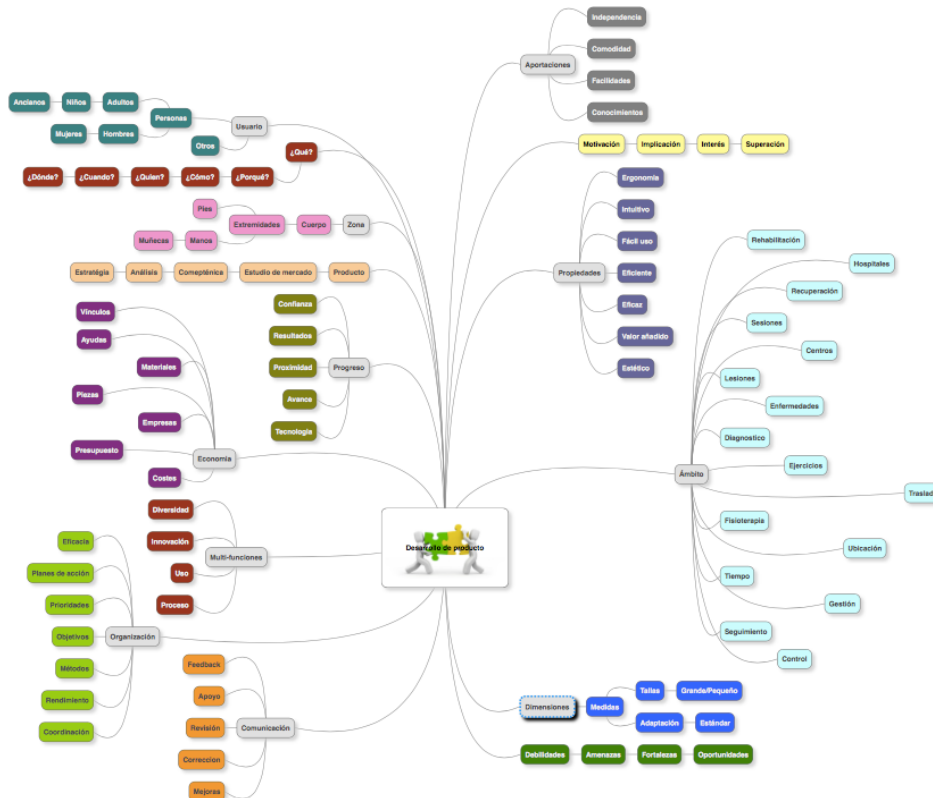 Independencia
Comodidad
Aportaciones
Facilidades
Conocimientos
Ancianos Niños Adultos
Personas
Mujeres Hombres
Usuario
Otros
¿Qué?
¿Dónde? ¿Cuando? ¿Quien? ¿Cómo? ¿Porqué?
Motivación Implicación Interés Superación
Pies
Extremidades Cuerpo Zona
Muñecas Manos
Estratégia Análisis Comepténica Estudio de mercado Producto
Ergonomía
Intuitivo
Fácil uso
Propiedades
Eficiente
Eficaz
Valor añadido
Estético
Confianza
Resultados
Proximidad
Progreso
Avance
Tecnología
Vínculos
Ayudas
Materiales
Piezas
Empresas
Presupuesto
Economía
Costes
Rehabilitación
Hospitales
Recuperación
Sesiones
Centros
Lesiones
Enfermedades
Diagnostico
Ejercicios
Ámbito
Fisioterapia
Ubicación
Tiempo
Gestión
Seguimiento
Control
Diversidad
Innovación
Multi-funciones
Uso
Proceso
Desarrollo de producto
Eficacia
Planes de acción
Prioridades
Objetivos
Organización
Métodos
Rendimiento
Coordinación
Feedback
Apoyo
Revisión
Comunicación
Correccion
Mejoras
Dimensiones Medidas
Tallas Grande/Pequeño
Adaptación Estándar
Debilidades Amenazas Fortalezas Oportunidades